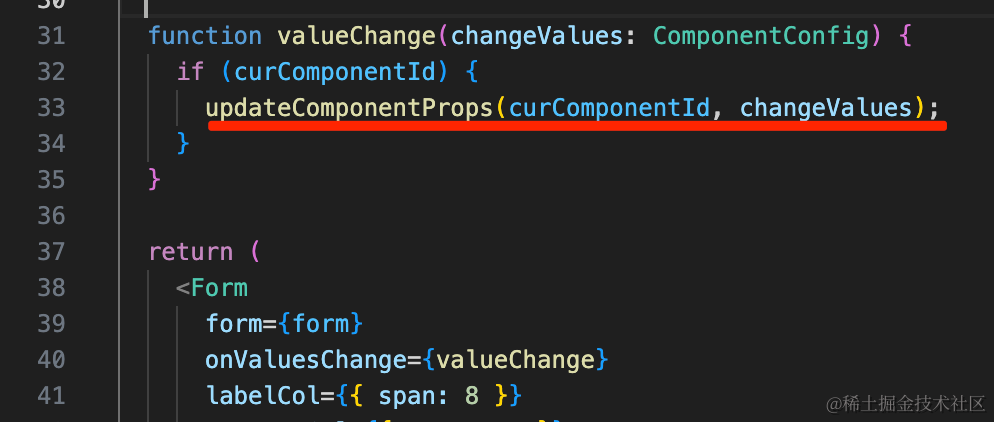 30
31 function valueChange(changeValues: ComponentConfig) {
32 if (curComponentId) {
33 updateComponentProps(curComponentId, changeValues);
34 }
35 }
36
37 return (
38 <Form
39 form={form}
40 onValuesChange={valueChange}
41 labelCol={{ span: 8 }}
@稀土掘金技术社区